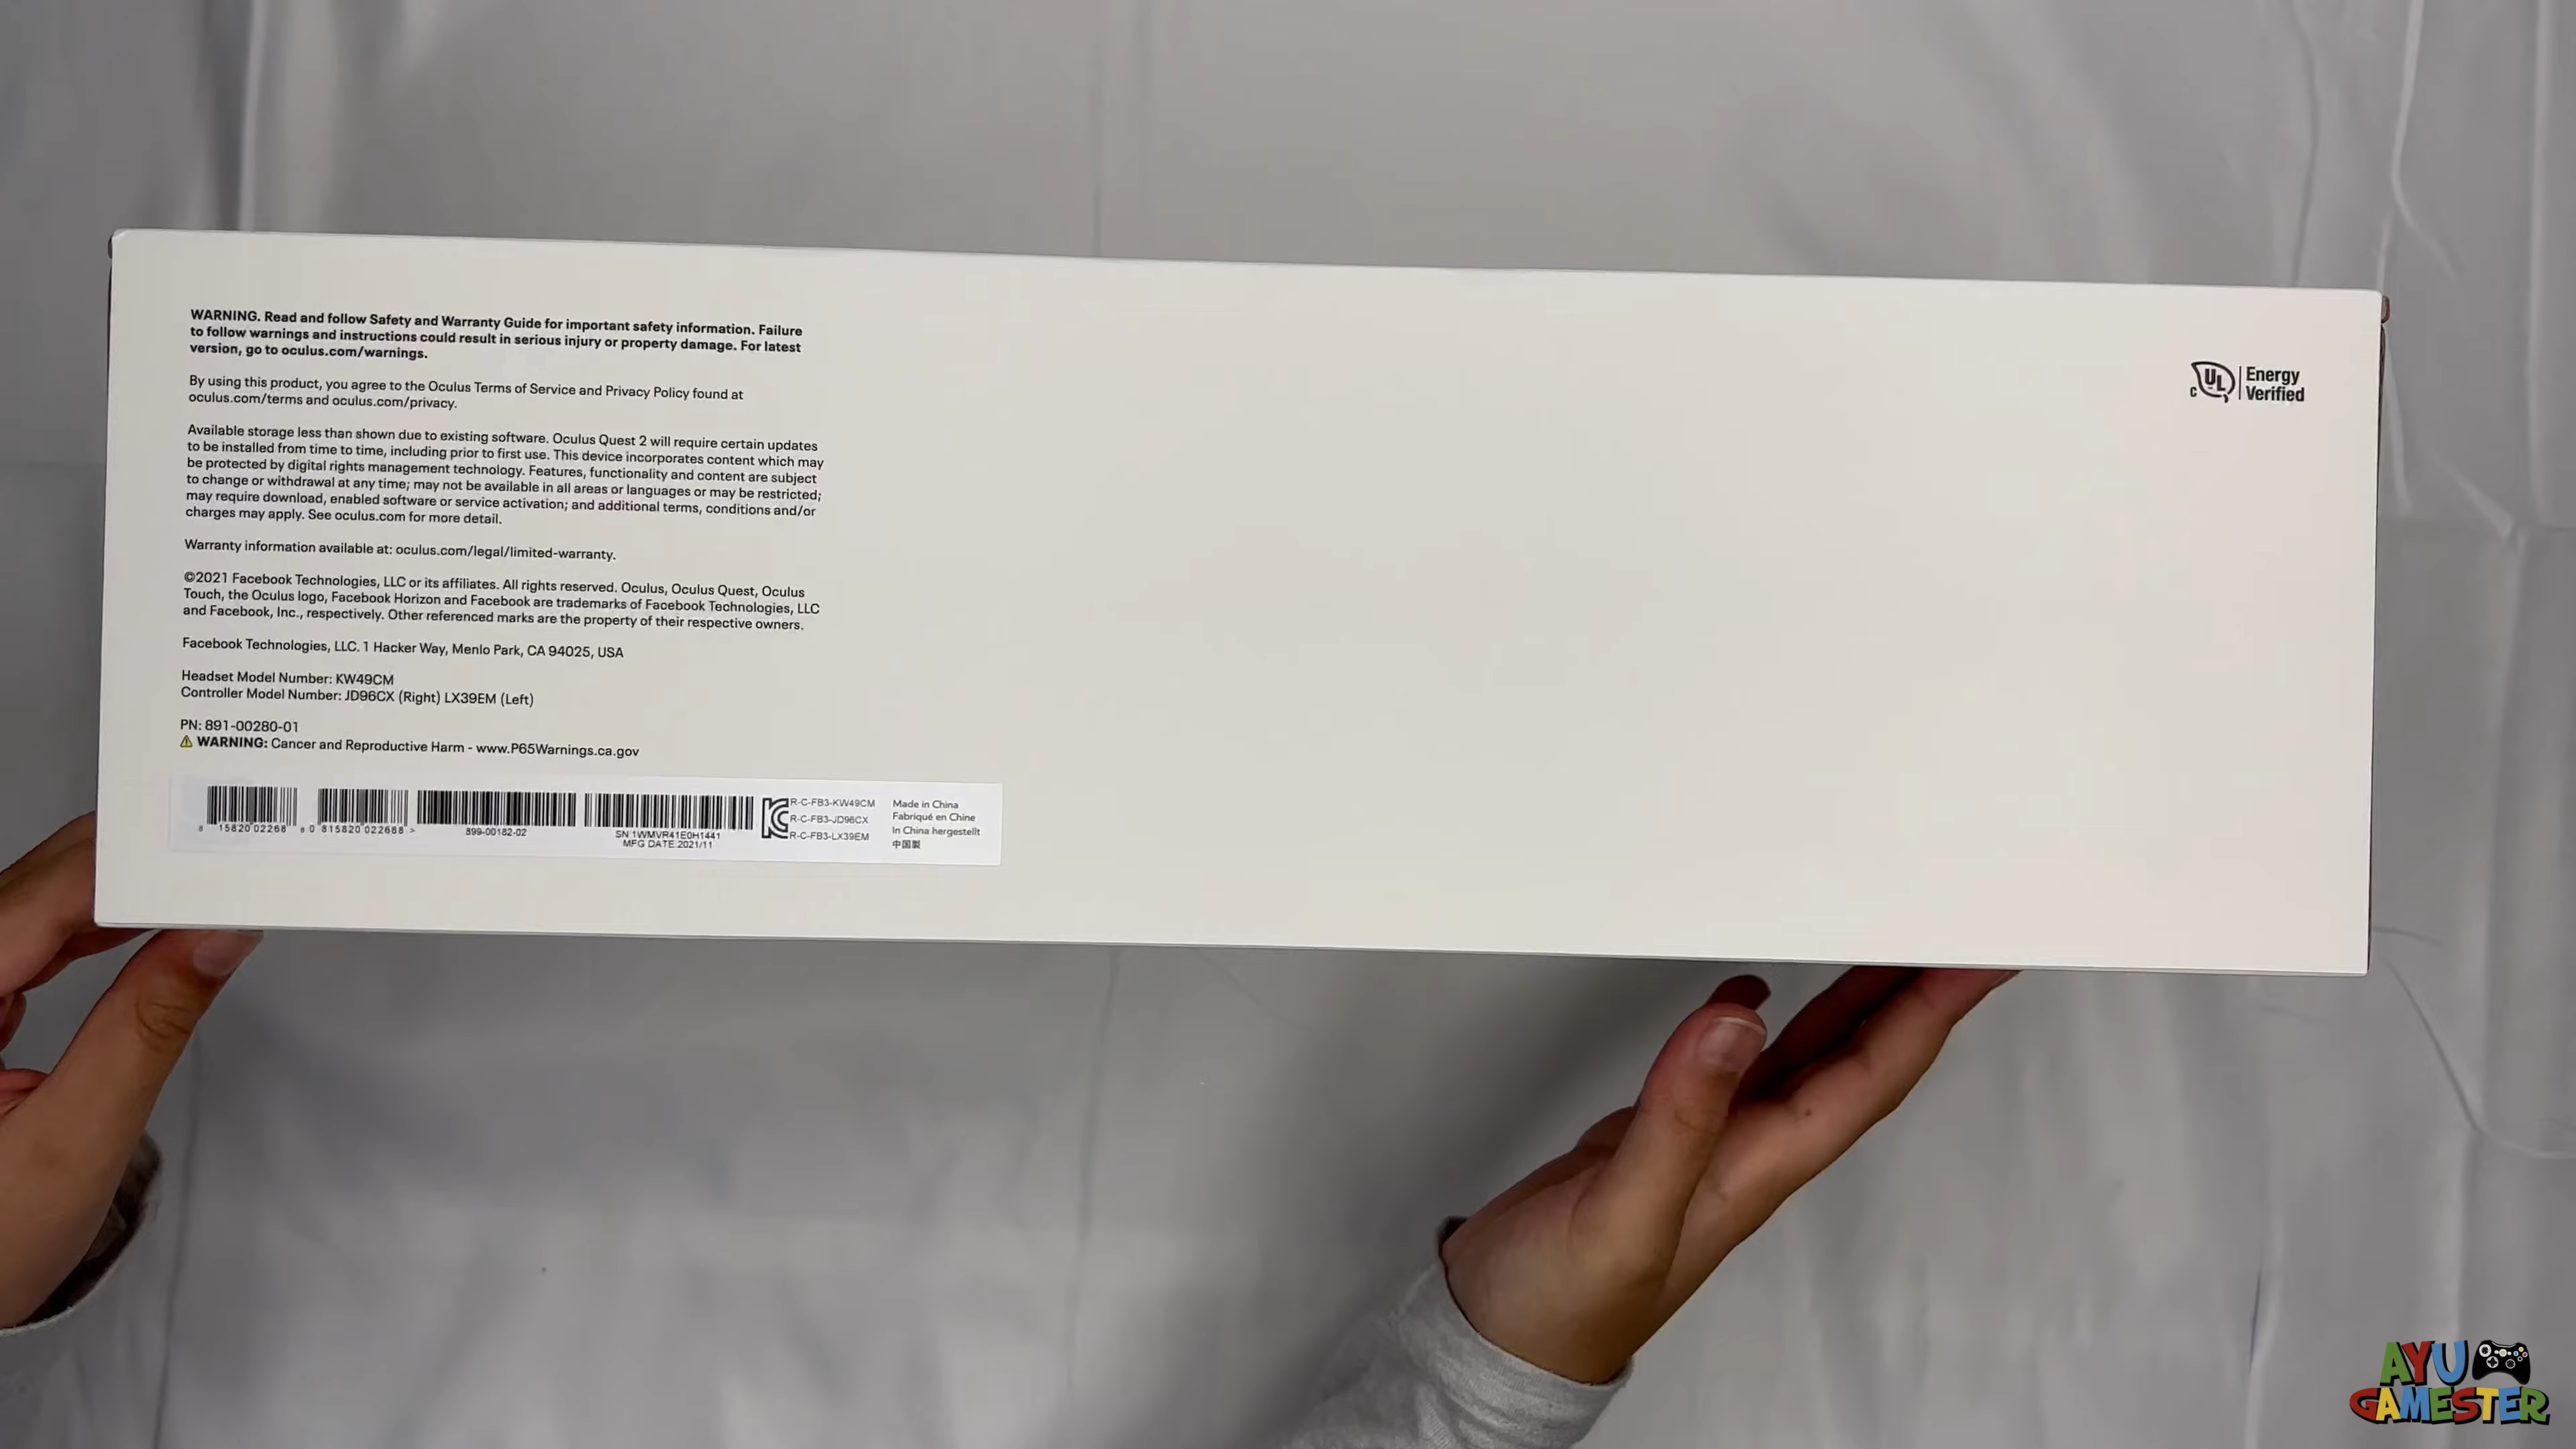 WARNING. Read and follow Safety and Warranty Guide for important safety information. Failure
to follow warnings and instructions could result in serious injury or property damage. For latest
version, go to oculus.com/warnings.
By using this product, you agree to the Oculus Terms of Service and Privacy Policy found at
oculus.com/terms and oculus.com/privacy.
Available storage less than shown due to existing software. Oculus Quest 2 will require certain updates
to be installed from time to time, including prior to first use. This device incorporates content which may
be protected by digital rights management technology. Features, functionality and content are subject
to change or withdrawal at any time; may not be available in all areas or languages or may be restricted;
may require download, enabled software or service activation; and additional terms, conditions and/or
charges may apply. See oculus.com for more detail.
Warranty information available at: oculus.com/legal/limited-warranty.
©2021 Facebook Technologies, LLC or its affiliates. All rights reserved. Oculus, Oculus Quest, Oculus
Touch, the Oculus logo, Facebook Horizon and Facebook are trademarks of Facebook Technologies, LLC
and Facebook, Inc., respectively. Other referenced marks are the property of their respective owners.
Facebook Technologies, LLC. 1 Hacker Way, Menlo Park, CA 94025, USA
Headset Model Number: KW49CM
Controller Model Number: JD96CX (Right) LX39EM (Left)
PN: 891-00280-01
⚠ WARNING: Cancer and Reproductive Harm - www.P65Warnings.ca.gov
8 15820 02268 8
0 815820 022688 >
899-00182-02
SN 1WMVR41E0H1441
MFG DATE 2021/11
R-C-FB3-KW49CM
R-C-FB3-JD96CX
R-C-FB3-LX39EM
Made in China
Fabriqué en Chine
In China hergestellt
中国製
C UL Energy
Verified
AYU
GAMESTER